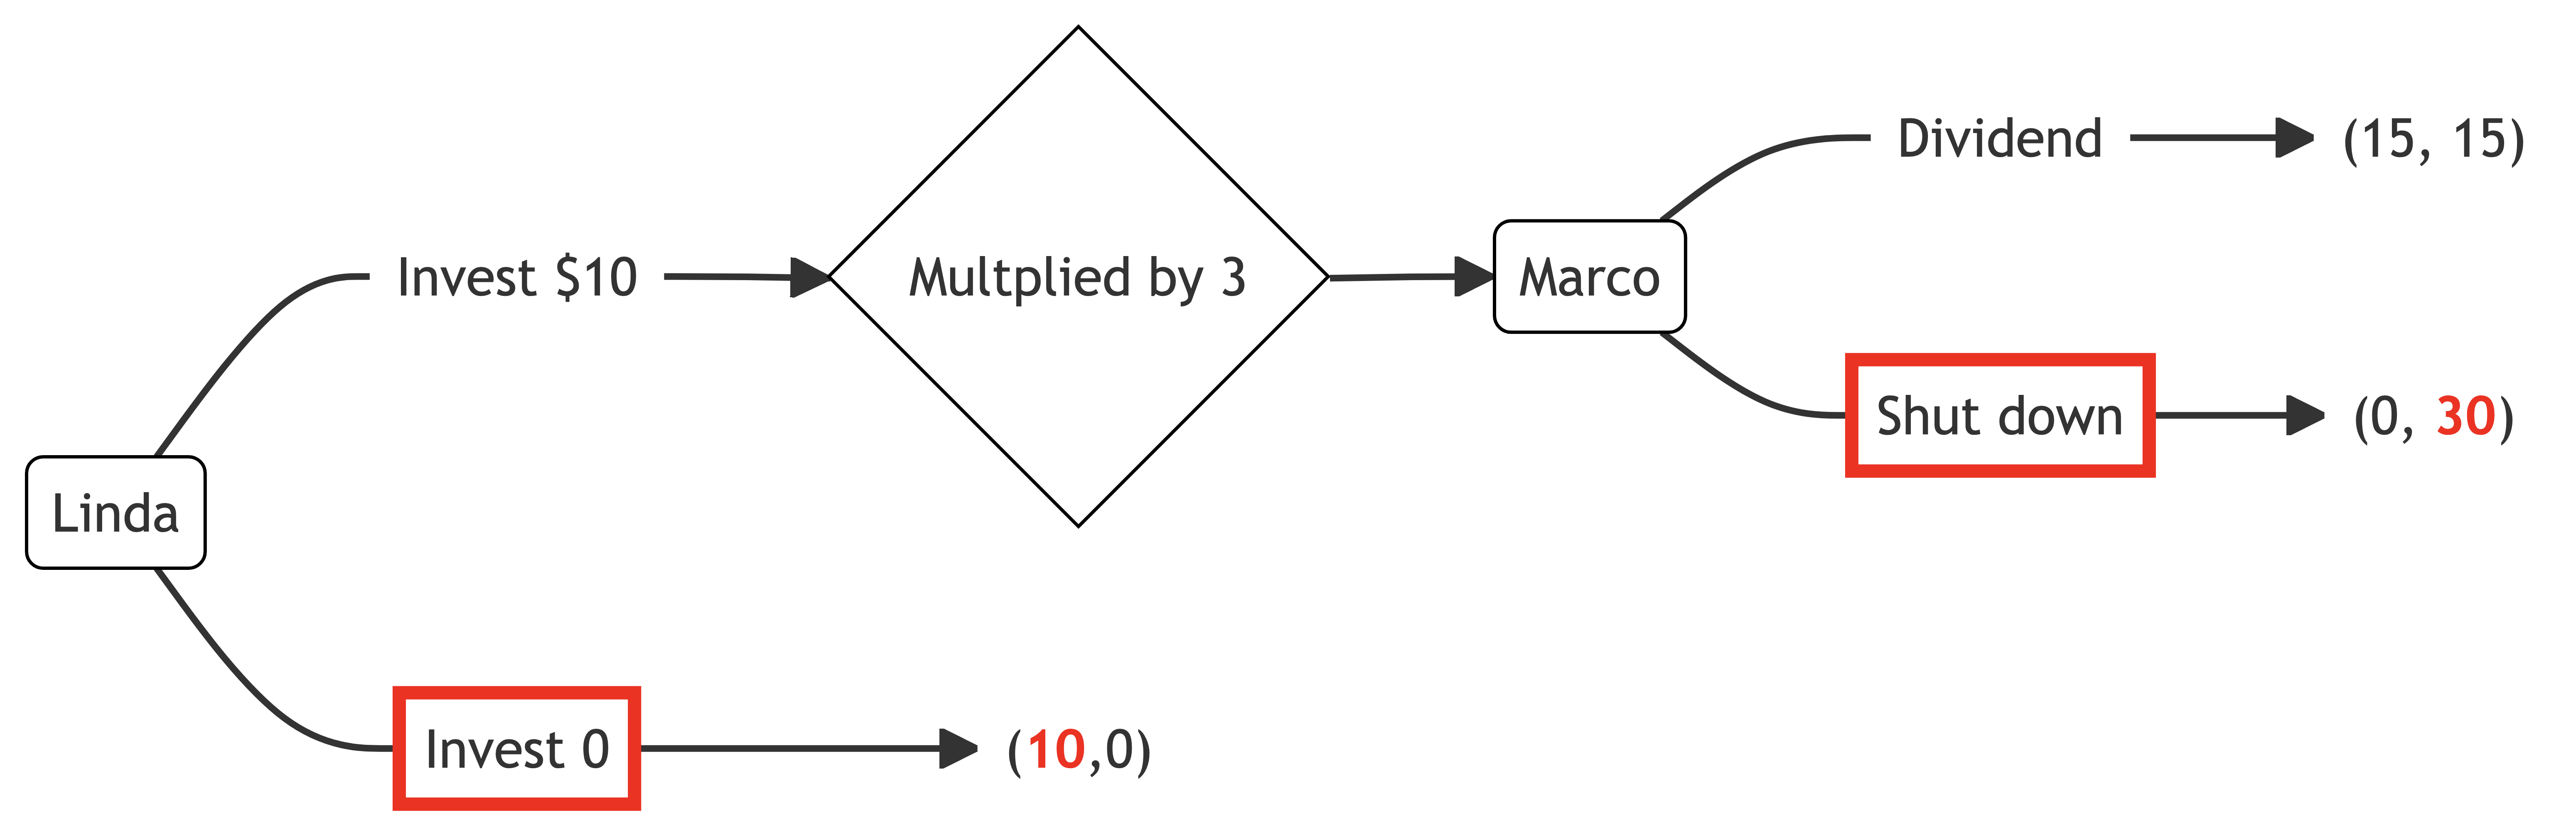 Dividend
(15, 15)
Invest $10
Multplied by 3
Marco
Shut down
(0, 30)
Linda
Invest 0
(10,0)